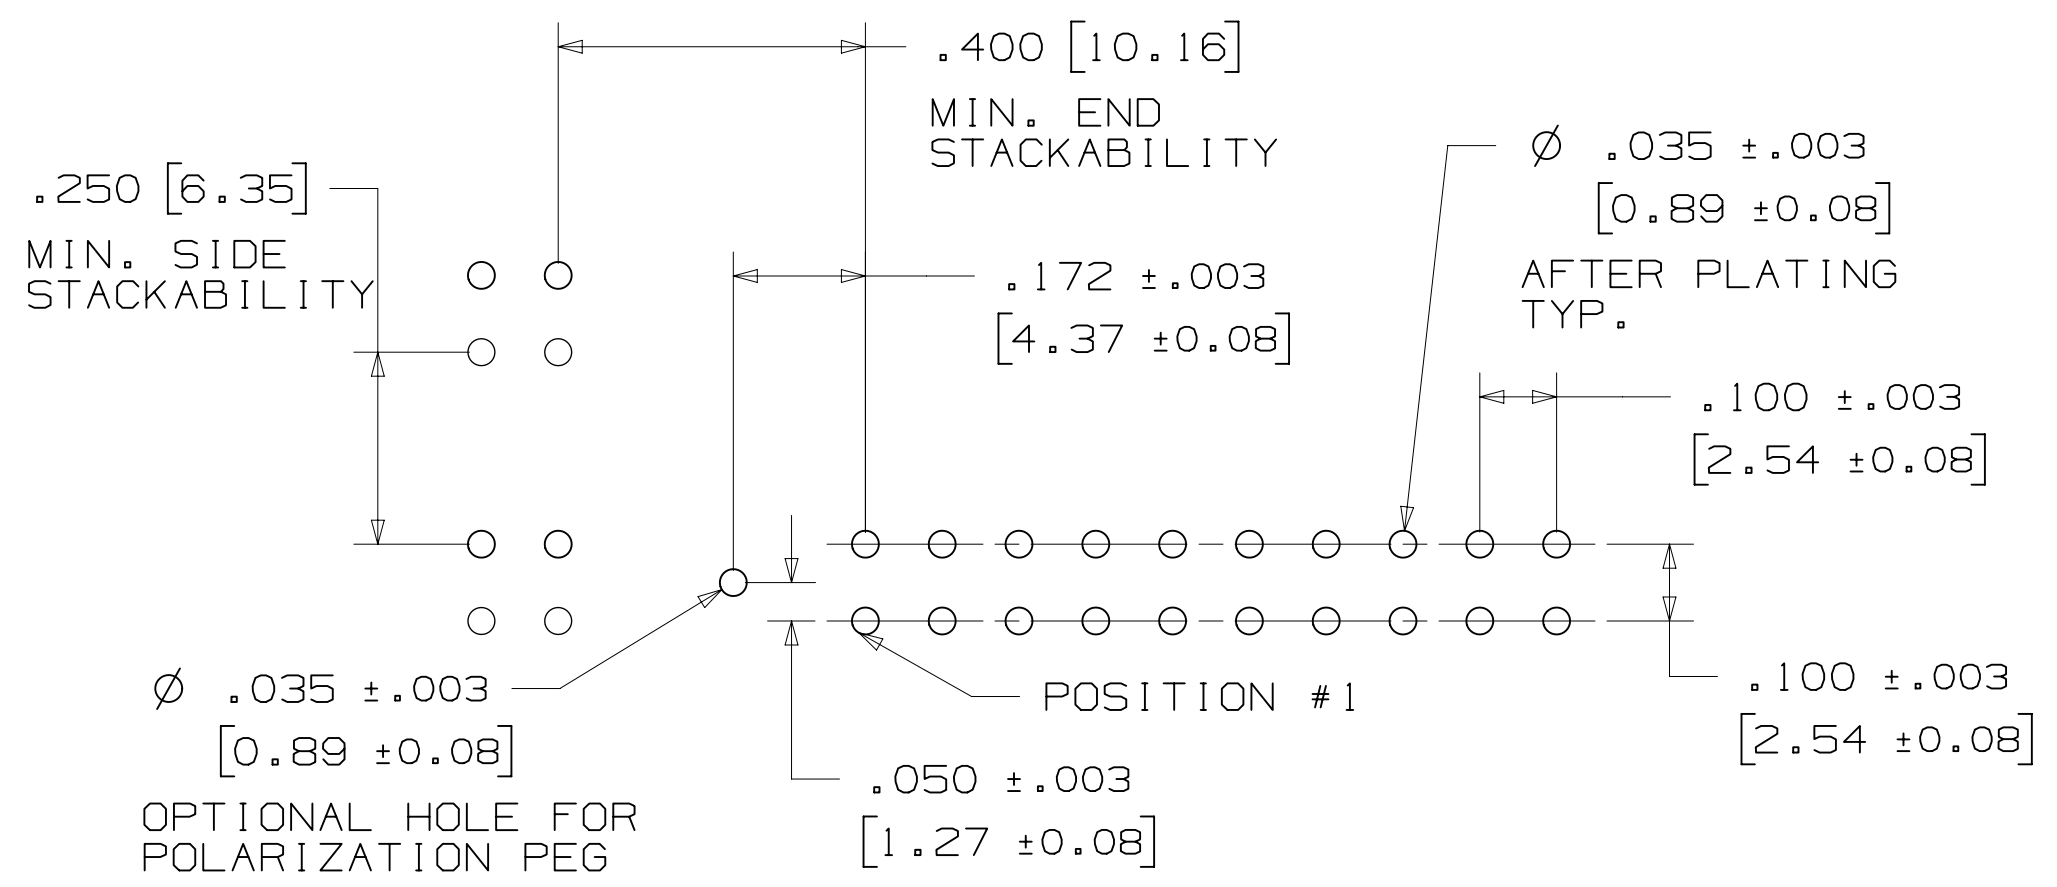 .400 [10.16]
MIN. END
STACKABILITY
.250 [6.35]
MIN. SIDE
STACKABILITY
Ø .035 ±.003
[0.89 ±0.08]
AFTER PLATING
TYP.
.172 ±.003
[4.37 ±0.08]
.100 ±.003
[2.54 ±0.08]
Ø .035 ±.003
[0.89 ±0.08]
OPTIONAL HOLE FOR
POLARIZATION PEG
POSITION #1
.050 ±.003
[1.27 ±0.08]
.100 ±.003
[2.54 ±0.08]